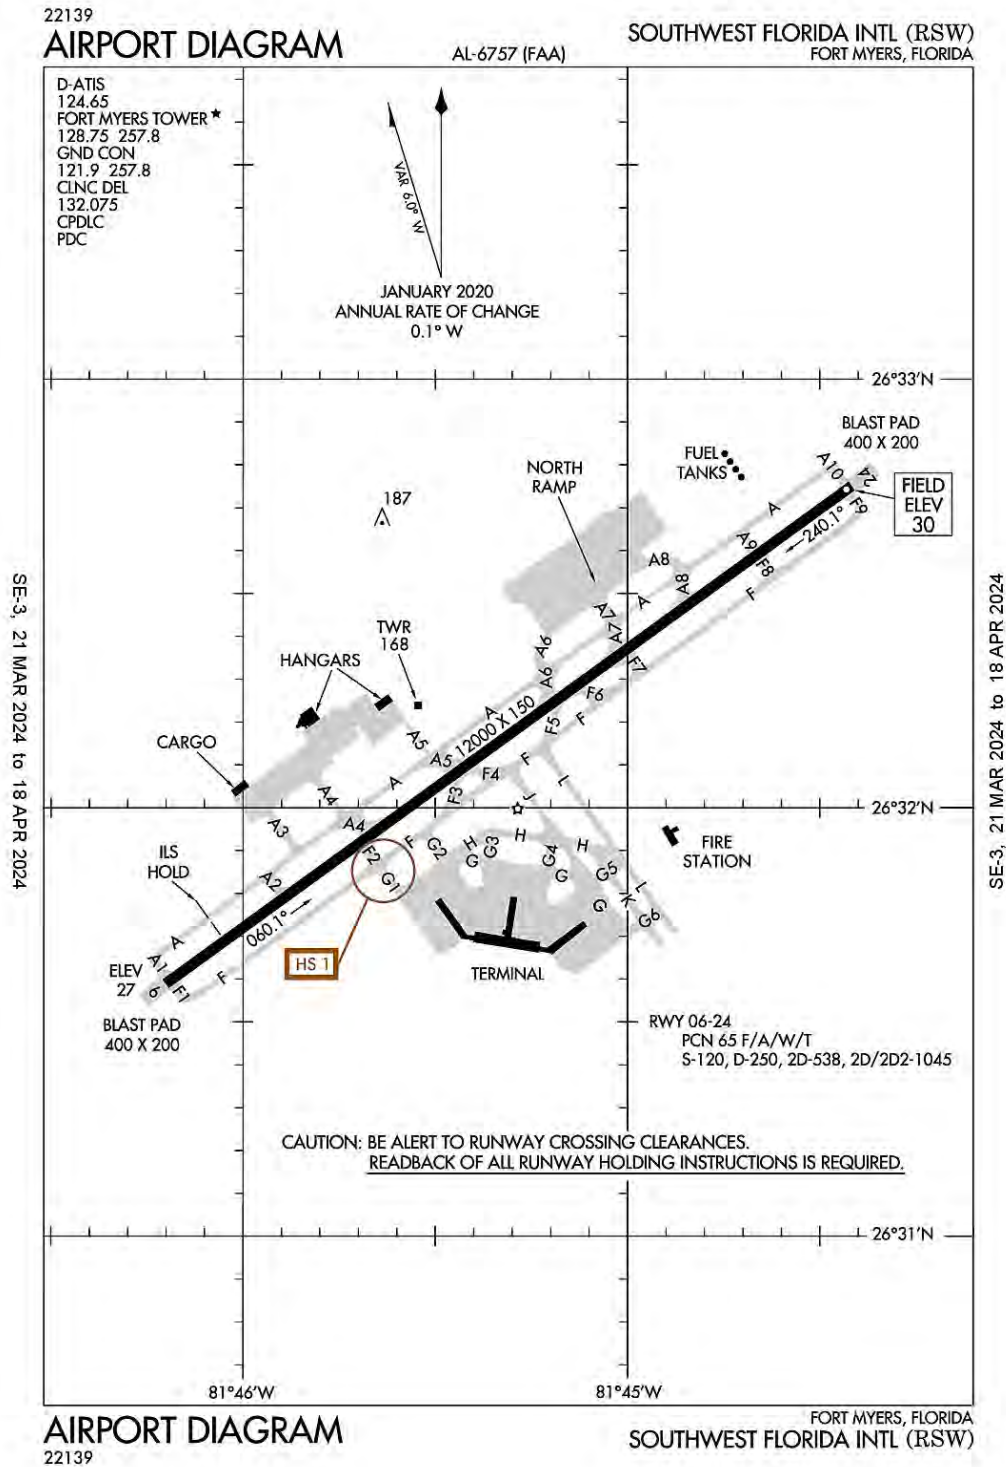 22139
AIRPORT DIAGRAM
AL-6757 (FAA)
SOUTHWEST FLORIDA INTL (RSW)
FORT MYERS, FLORIDA
D-ATIS
124.65
FORT MYERS TOWER ★
128.75 257.8
GND CON
121.9 257.8
CLNC DEL
132.075
CPDLC
PDC
VAR 6.0° W
JANUARY 2020
ANNUAL RATE OF CHANGE
0.1° W
26°33'N
BLAST PAD
400 X 200
FUEL
TANKS
NORTH
RAMP
A10
24
FIELD
ELEV
30
F9
187
A
240.1°
A9
F8
A8
A8
F
A7
A
A7
TWR
168
A6
F7
HANGARS
A6
F6
A
12000 X 150
F5
F
CARGO
A5
A5
F
F4
L
A
F3
J
A4
26°32'N
A3
A4
F
G2
H
G3
H
G4
H
FIRE
STATION
ILS
HOLD
F2
G
G5
A2
G1
G
L
K
G
G6
060.1°
A
HS 1
A1
ELEV
27
F
TERMINAL
6
F1
BLAST PAD
400 X 200
RWY 06-24
PCN 65 F/A/W/T
S-120, D-250, 2D-538, 2D/2D2-1045
CAUTION: BE ALERT TO RUNWAY CROSSING CLEARANCES.
READBACK OF ALL RUNWAY HOLDING INSTRUCTIONS IS REQUIRED.
26°31'N
81°46'W
81°45'W
SE-3, 21 MAR 2024 to 18 APR 2024
SE-3, 21 MAR 2024 to 18 APR 2024
AIRPORT DIAGRAM
22139
FORT MYERS, FLORIDA
SOUTHWEST FLORIDA INTL (RSW)